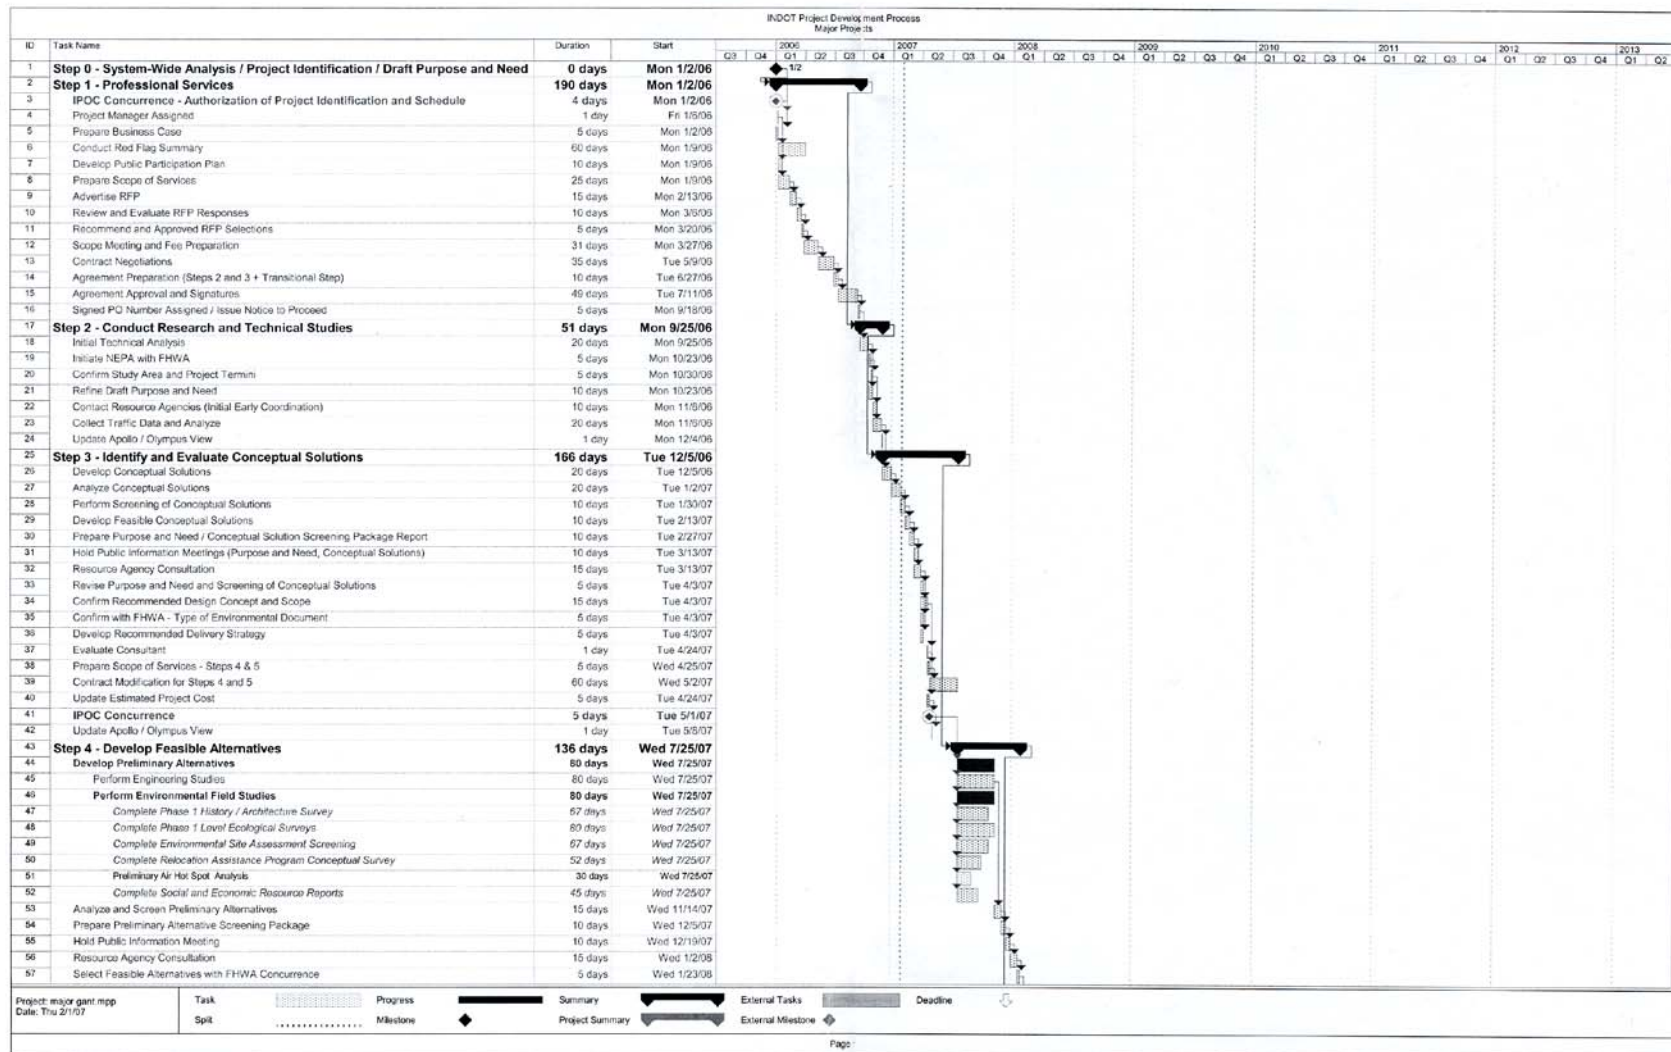 INDOT Project Development Process
Major Projects
ID Task Name Duration Start 2006 2007 2008 2009 2010 2011 2012 2013
Q3 Q4 Q1 Q2 Q3 Q4 Q1 Q2 Q3 Q4 Q1 Q2 Q3 Q4 Q1 Q2 Q3 Q4 Q1 Q2 Q3 Q4 Q1 Q2 Q3 Q4 Q1 Q2 Q3 Q4 Q1 Q2
1 Step 0 - System-Wide Analysis / Project Identification / Draft Purpose and Need 0 days Mon 1/2/06 1/2
2 Step 1 - Professional Services 190 days Mon 1/2/06
3 IPOC Concurrence - Authorization of Project Identification and Schedule 4 days Mon 1/2/06
4 Project Manager Assigned 1 day Fri 1/6/06
5 Prepare Business Case 5 days Mon 1/2/06
6 Conduct Red Flag Summary 60 days Mon 1/9/06
7 Develop Public Participation Plan 10 days Mon 1/9/06
8 Prepare Scope of Services 25 days Mon 1/9/06
9 Advertise RFP 15 days Mon 2/13/06
10 Review and Evaluate RFP Responses 10 days Mon 3/6/06
11 Recommend and Approved RFP Selections 5 days Mon 3/20/06
12 Scope Meeting and Fee Preparation 31 days Mon 3/27/06
13 Contract Negotiations 35 days Tue 5/9/06
14 Agreement Preparation (Steps 2 and 3 + Transitional Step) 10 days Tue 6/27/06
15 Agreement Approval and Signatures 49 days Tue 7/11/06
16 Signed PO Number Assigned / Issue Notice to Proceed 5 days Mon 9/18/06
17 Step 2 - Conduct Research and Technical Studies 51 days Mon 9/25/06
18 Initial Technical Analysis 20 days Mon 9/25/06
19 Initiate NEPA with FHWA 5 days Mon 10/23/06
20 Confirm Study Area and Project Termini 5 days Mon 10/30/06
21 Refine Draft Purpose and Need 10 days Mon 10/23/06
22 Contact Resource Agencies (Initial Early Coordination) 10 days Mon 11/6/06
23 Collect Traffic Data and Analyze 20 days Mon 11/6/06
24 Update Apollo / Olympus View 1 day Mon 12/4/06
25 Step 3 - Identify and Evaluate Conceptual Solutions 166 days Tue 12/5/06
26 Develop Conceptual Solutions 20 days Tue 12/5/06
27 Analyze Conceptual Solutions 20 days Tue 1/2/07
28 Perform Screening of Conceptual Solutions 10 days Tue 1/30/07
29 Develop Feasible Conceptual Solutions 10 days Tue 2/13/07
30 Prepare Purpose and Need / Conceptual Solution Screening Package Report 10 days Tue 2/27/07
31 Hold Public Information Meetings (Purpose and Need, Conceptual Solutions) 10 days Tue 3/13/07
32 Resource Agency Consultation 15 days Tue 3/13/07
33 Revise Purpose and Need and Screening of Conceptual Solutions 5 days Tue 4/3/07
34 Confirm Recommended Design Concept and Scope 15 days Tue 4/3/07
35 Confirm with FHWA - Type of Environmental Document 5 days Tue 4/3/07
36 Develop Recommended Delivery Strategy 5 days Tue 4/3/07
37 Evaluate Consultant 1 day Tue 4/24/07
38 Prepare Scope of Services - Steps 4 & 5 5 days Wed 4/25/07
39 Contract Modification for Steps 4 and 5 60 days Wed 5/2/07
40 Update Estimated Project Cost 5 days Tue 4/24/07
41 IPOC Concurrence 5 days Tue 5/1/07
42 Update Apollo / Olympus View 1 day Tue 5/8/07
43 Step 4 - Develop Feasible Alternatives 136 days Wed 7/25/07
44 Develop Preliminary Alternatives 80 days Wed 7/25/07
45 Perform Engineering Studies 80 days Wed 7/25/07
46 Perform Environmental Field Studies 80 days Wed 7/25/07
47 Complete Phase 1 History / Architecture Survey 67 days Wed 7/25/07
48 Complete Phase 1 Level Ecological Surveys 80 days Wed 7/25/07
49 Complete Environmental Site Assessment Screening 67 days Wed 7/25/07
50 Complete Relocation Assistance Program Conceptual Survey 52 days Wed 7/25/07
51 Preliminary Air Hot Spot Analysis 30 days Wed 7/25/07
52 Complete Social and Economic Resource Reports 45 days Wed 7/25/07
53 Analyze and Screen Preliminary Alternatives 15 days Wed 11/14/07
54 Prepare Preliminary Alternative Screening Package 10 days Wed 12/5/07
55 Hold Public Information Meeting 10 days Wed 12/19/07
56 Resource Agency Consultation 15 days Wed 1/2/08
57 Select Feasible Alternatives with FHWA Concurrence 5 days Wed 1/23/08
Project: major gant mpp
Date: Thu 2/1/07
Task Progress Summary External Tasks Deadline
Split Milestone Project Summary External Milestone
Page